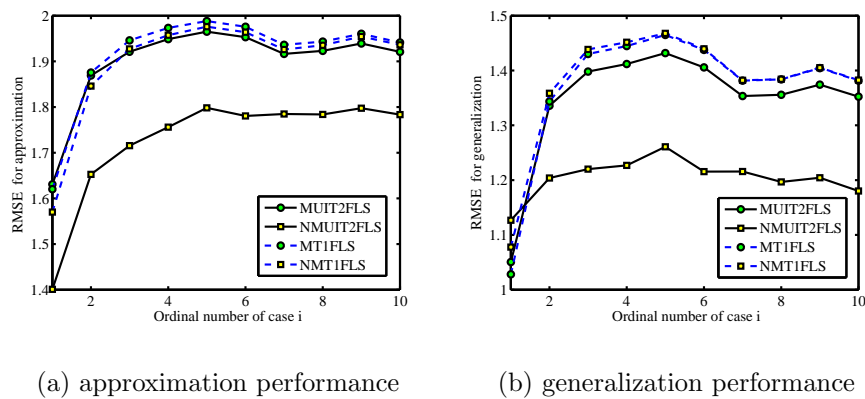 2
1.9
1.8
1.7
1.6
1.5
1.4
RMSE for approximation
2 4 6 8 10
Ordinal number of case i
MUIT2FLS
NMUIT2FLS
MT1FLS
NMT1FLS
1.5
1.4
1.3
1.2
1.1
1
RMSE for generalization
2 4 6 8 10
Ordinal number of case i
MUIT2FLS
NMUIT2FLS
MT1FLS
NMT1FLS
(a) approximation performance
(b) generalization performance